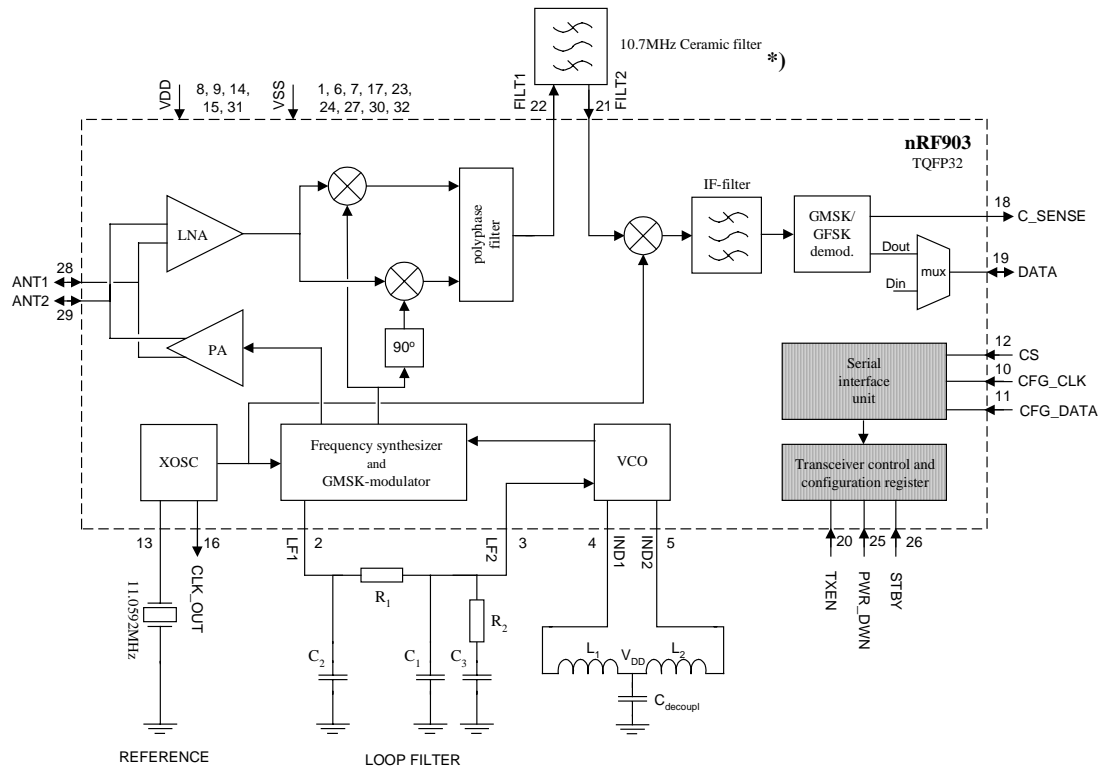 10.7MHz Ceramic filter *)
FILT1
FILT2
22
21
VDD
8, 9, 14,
15, 31
VSS
1, 6, 7, 17, 23,
24, 27, 30, 32
nRF903
TQFP32
LNA
polyphase
filter
IF-filter
GMSK/
GFSK
demod.
18
C_SENSE
Dout
Din
mux
19
DATA
28
ANT1
ANT2
29
PA
90º
Serial
interface
unit
12
CS
10
CFG_CLK
11
CFG_DATA
XOSC
Frequency synthesizer
and
GMSK-modulator
VCO
Transceiver control and
configuration register
13
16
LF1
2
LF2
3
4
IND1
IND2
5
20
25
26
CLK_OUT
TXEN
PWR_DWN
STBY
11.0592MHz
R1
R2
C2
C1
C3
L1
VDD
L2
Cdecoupl
REFERENCE
LOOP FILTER